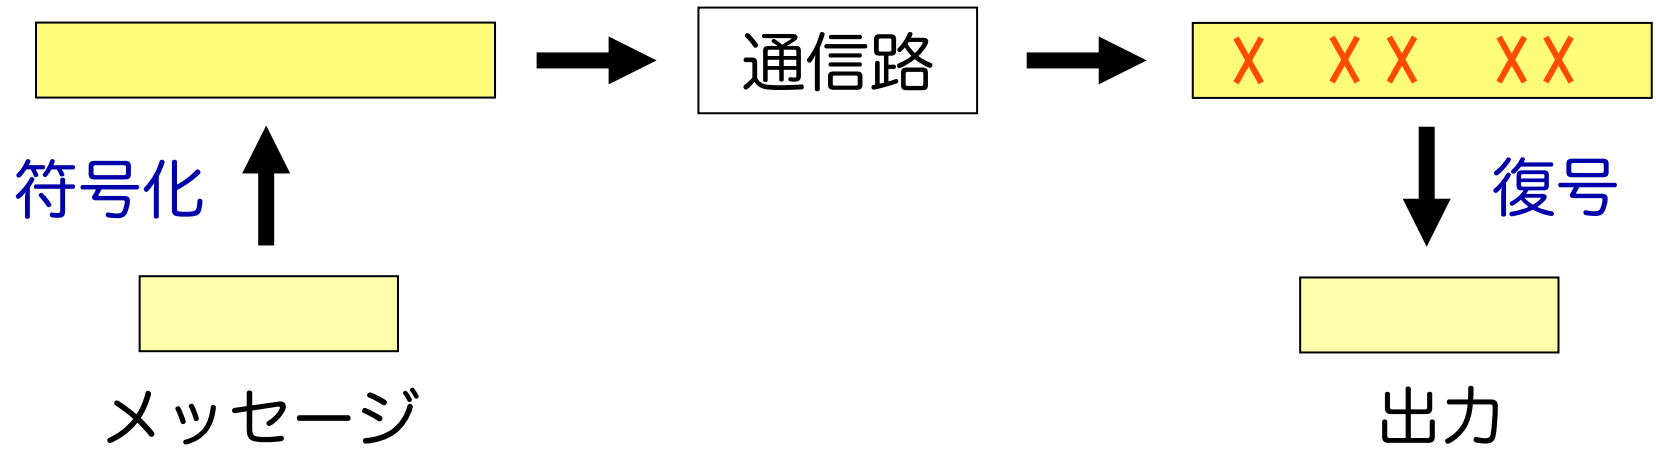 通信路
X X X X X
符号化
復号
メッセージ
出力